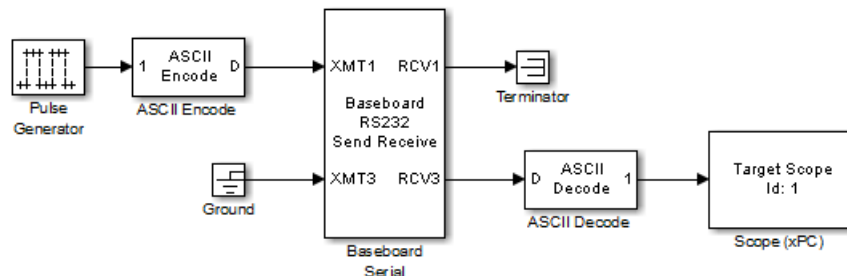 Pulse
Generator
1
ASCII
Encode
D
ASCII Encode
XMT1
RCV1
Baseboard
RS232
Send Receive
XMT3
RCV3
Baseboard
Serial
Ground
Terminator
D
ASCII
Decode
1
ASCII Decode
Target Scope
Id: 1
Scope (xPC)